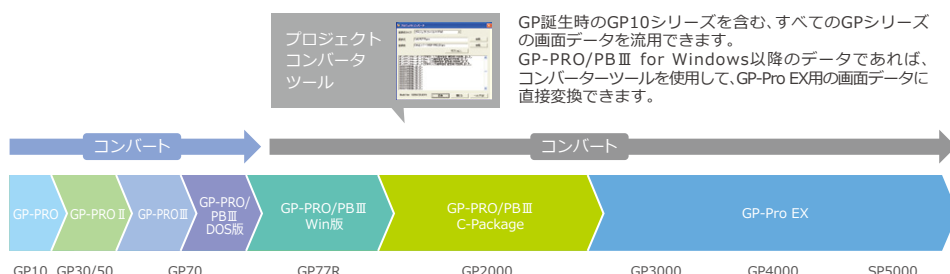 プロジェクト
コンバータ
ツール
GP誕生時のGP10シリーズを含む、すべてのGPシリーズ
の画面データを流用できます。
GP-PRO/PBⅢ for Windows以降のデータであれば、
コンバーターツールを使用して、GP-Pro EX用の画面データに
直接変換できます。
コンバート
コンバート
GP-PRO
GP-PROⅡ
GP-PROⅢ
GP-PRO/
PBⅢ
DOS版
GP-PRO/PBⅢ
Win版
GP-PRO/PBⅢ
C-Package
GP-Pro EX
GP10 GP30/50 GP70 GP77R GP2000 GP3000 GP4000 SP5000